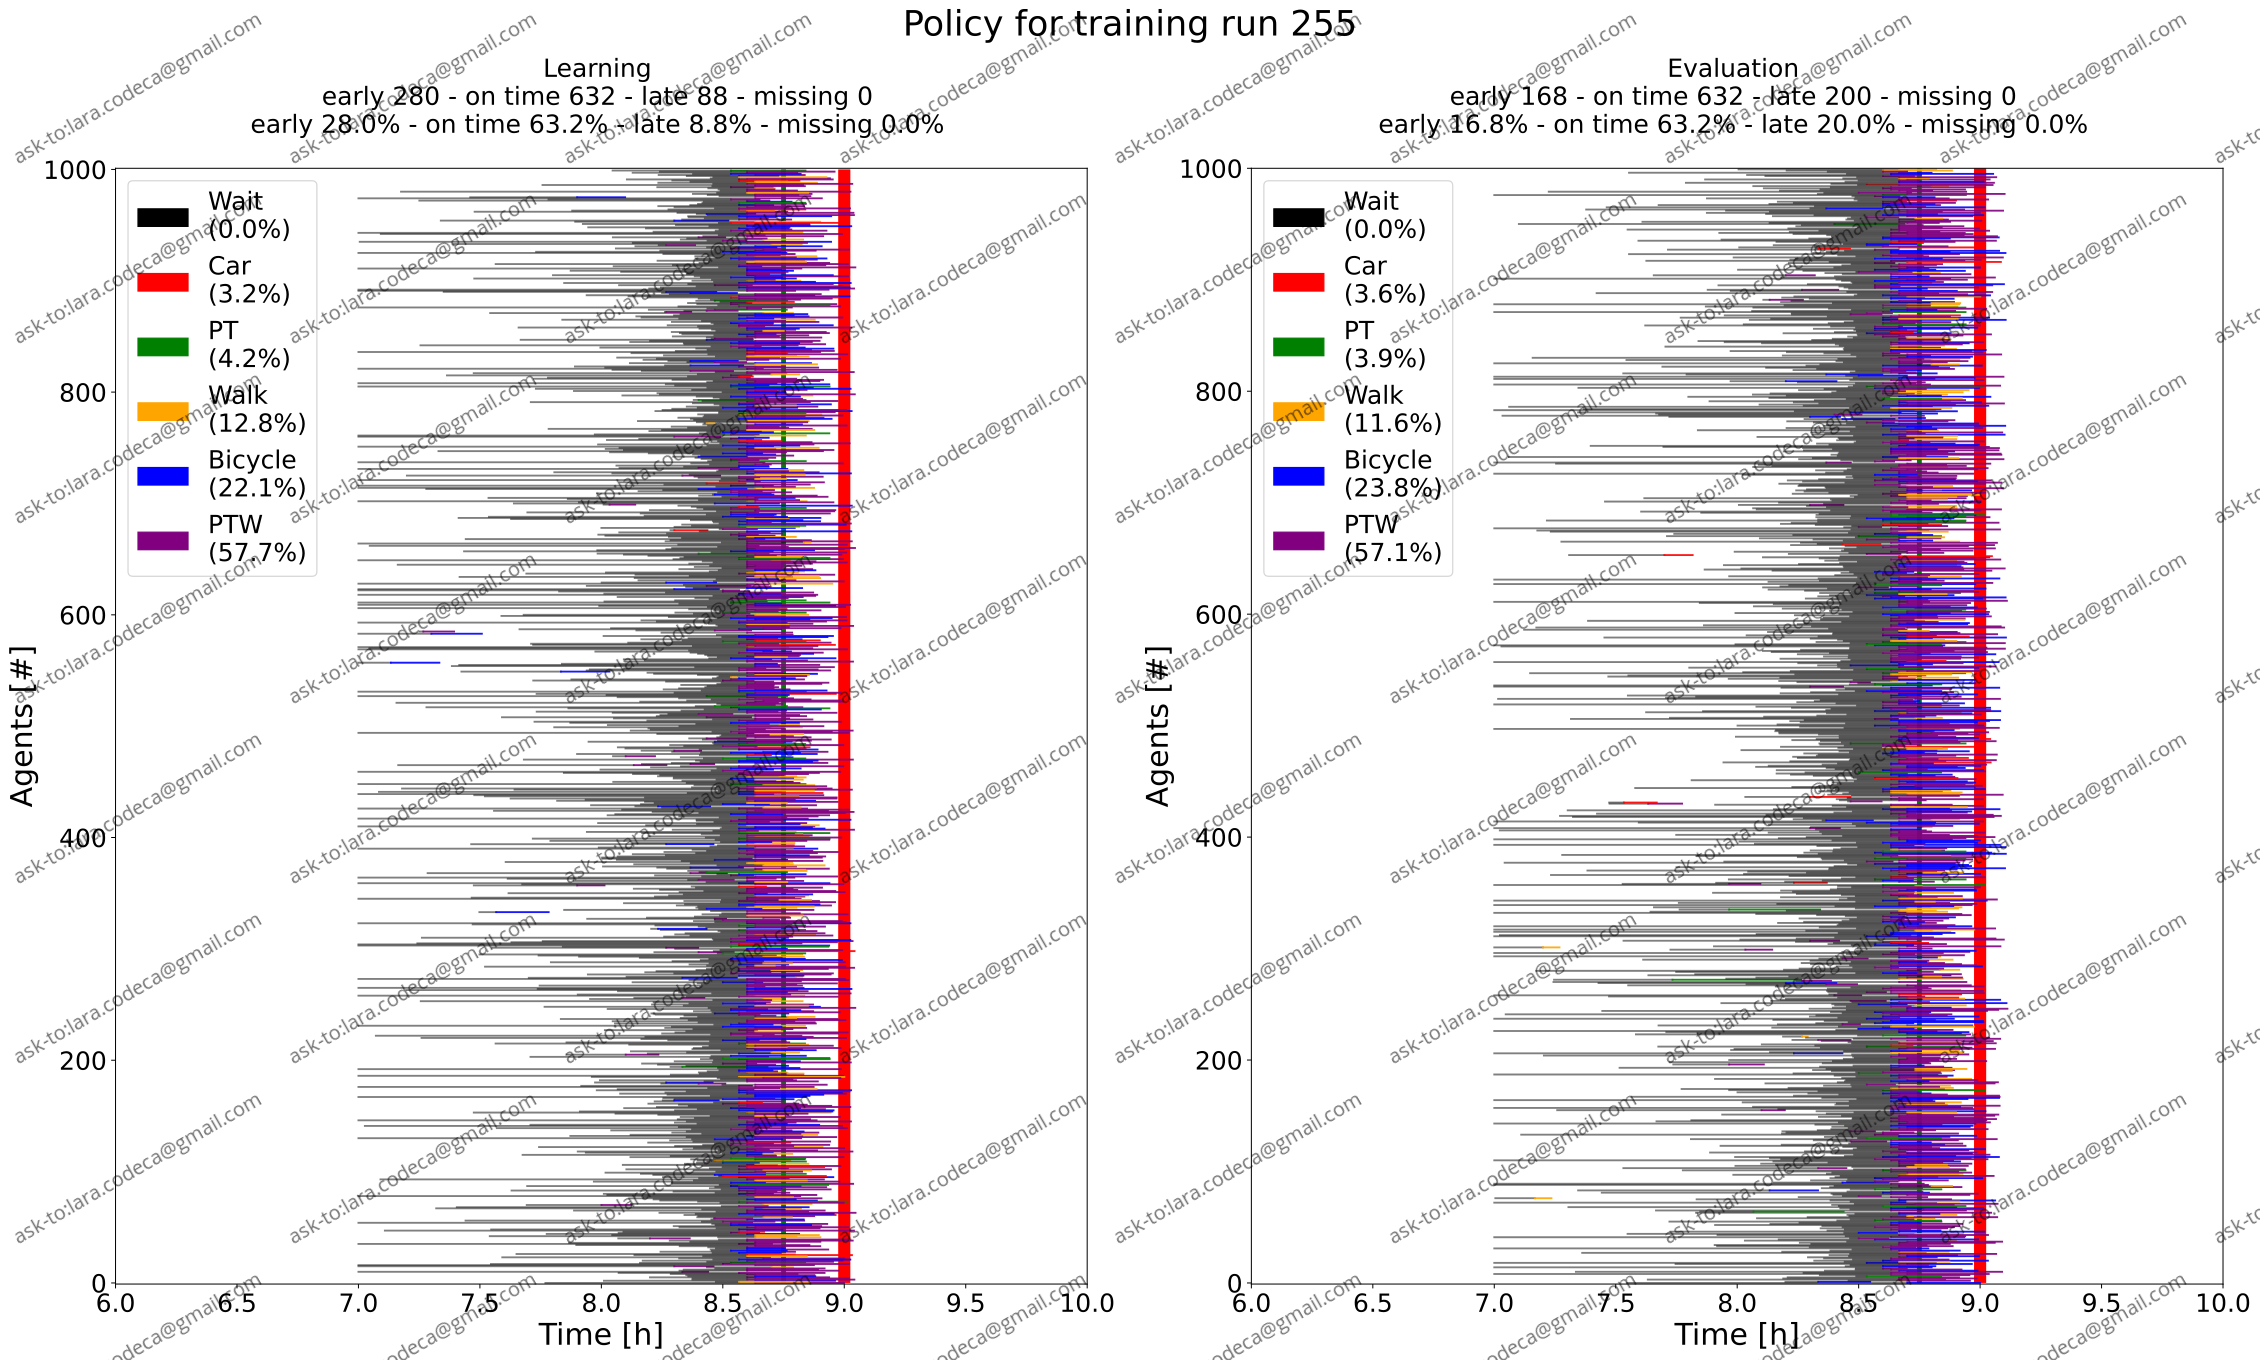 Policy for training run 255
Learning
early 280 - on time 632 - late 88 - missing 0
early 28.0% - on time 63.2% - late 8.8% - missing 0.0%
Evaluation
early 168 - on time 632 - late 200 - missing 0
early 16.8% - on time 63.2% - late 20.0% - missing 0.0%
Agents [#]
1000
800
600
400
200
0
Wait
(0.0%)
Car
(3.2%)
PT
(4.2%)
Walk
(12.8%)
Bicycle
(22.1%)
PTW
(57.7%)
6.0 6.5 7.0 7.5 8.0 8.5 9.0 9.5 10.0
Time [h]
Agents [#]
1000
800
600
400
200
0
Wait
(0.0%)
Car
(3.6%)
PT
(3.9%)
Walk
(11.6%)
Bicycle
(23.8%)
PTW
(57.1%)
6.0 6.5 7.0 7.5 8.0 8.5 9.0 9.5 10.0
Time [h]
ask-to:lara.codeca@gmail.com